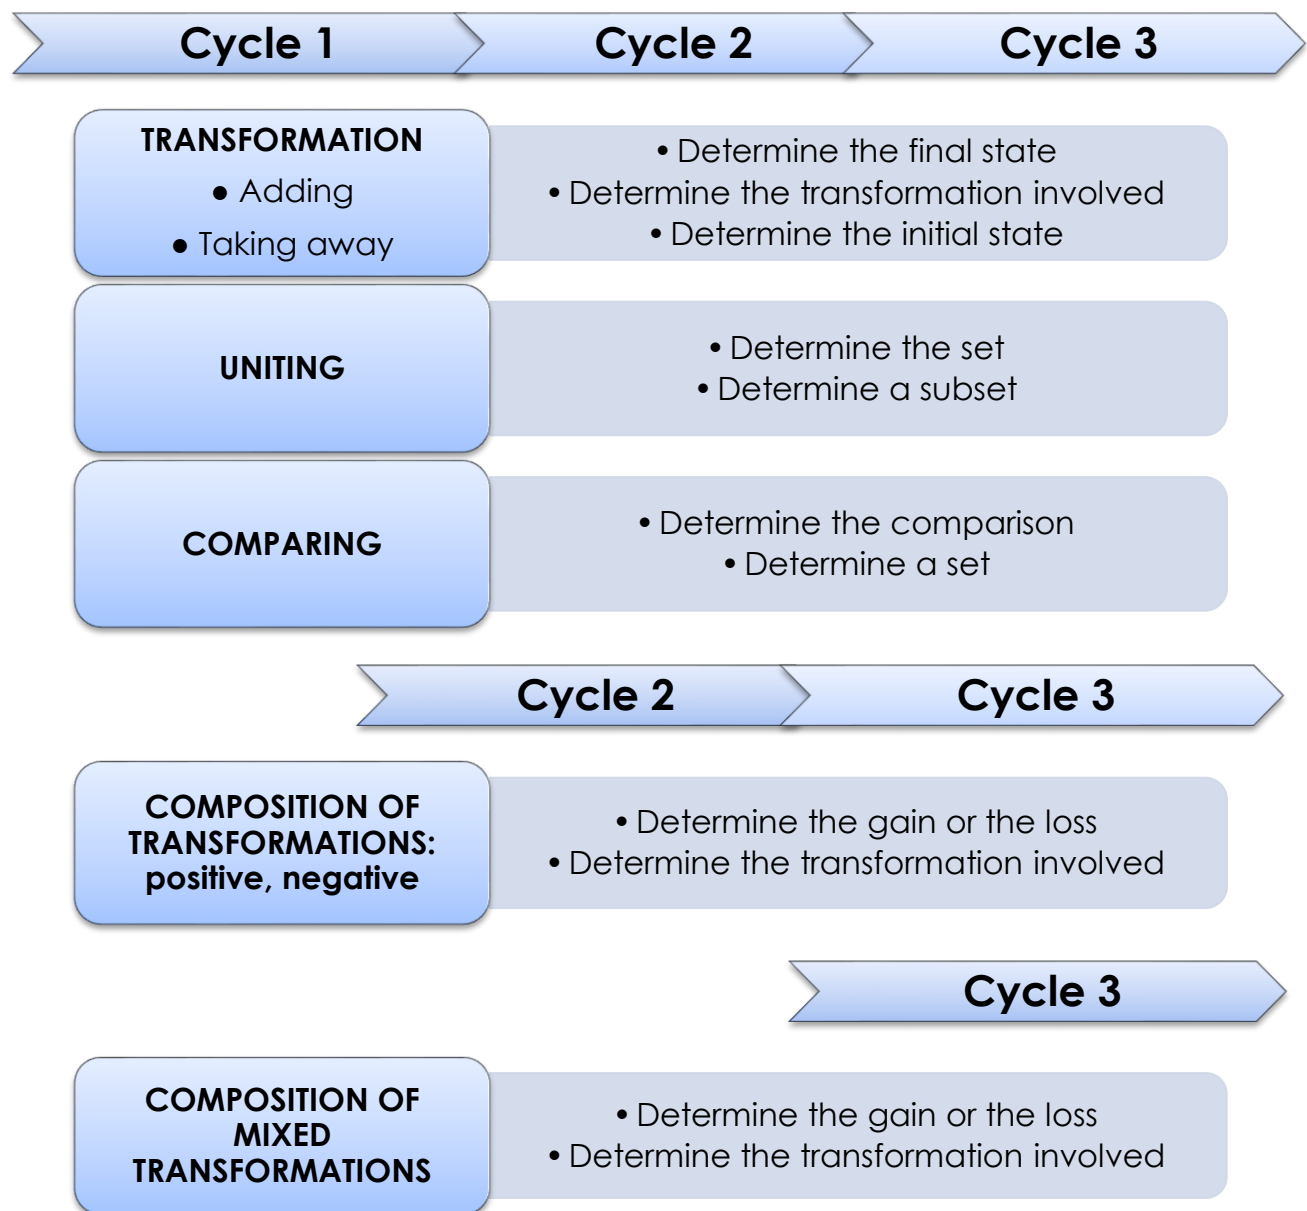 Cycle 1 Cycle 2 Cycle 3
TRANSFORMATION
● Adding
● Taking away
• Determine the final state
• Determine the transformation involved
• Determine the initial state
UNITING
• Determine the set
• Determine a subset
COMPARING
• Determine the comparison
• Determine a set
Cycle 2 Cycle 3
COMPOSITION OF
TRANSFORMATIONS:
positive, negative
• Determine the gain or the loss
• Determine the transformation involved
Cycle 3
COMPOSITION OF
MIXED
TRANSFORMATIONS
• Determine the gain or the loss
• Determine the transformation involved